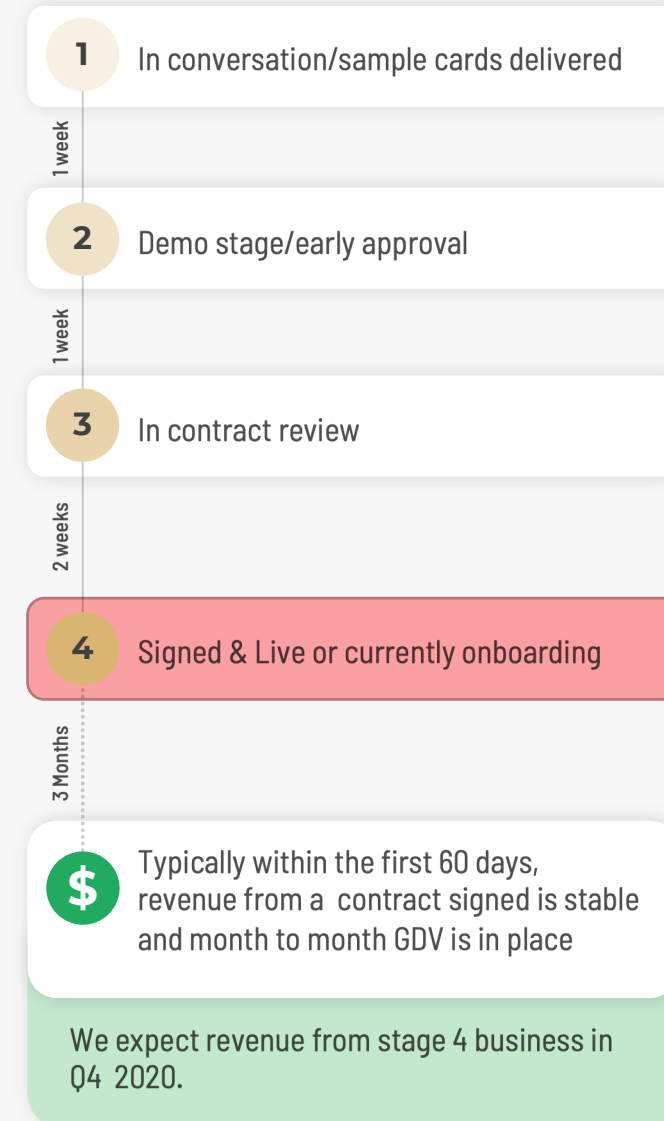 1
In conversation/sample cards delivered
1 week
2
Demo stage/early approval
1 week
3
In contract review
2 weeks
4
Signed & Live or currently onboarding
3 Months
$
Typically within the first 60 days,
revenue from a  contract signed is stable
and month to month GDV is in place
We expect revenue from stage 4 business in
Q4  2020.